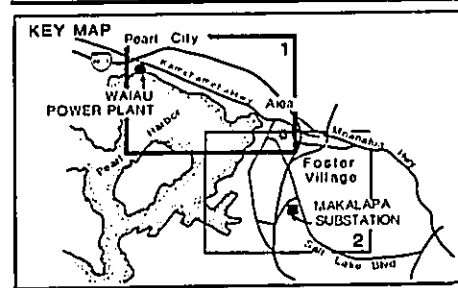 KEY MAP
Pearl City
1
WAIAU
POWER PLANT
Kamehameha Hwy
Pearl Harbor
Aiea
Moanalua Hwy
Foster
Village
MAKALAPA
SUBSTATION
2
Salt Lake Blvd